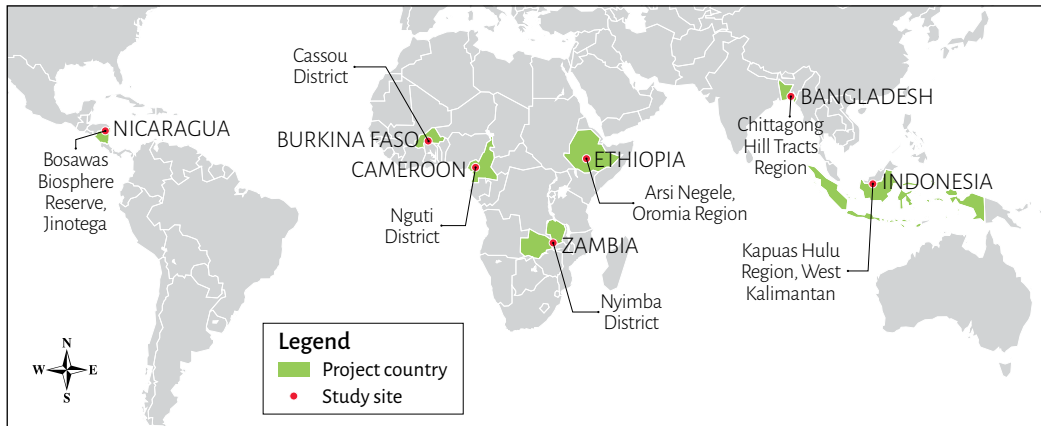 Cassou
District
NICARAGUA
Bosawas
Biosphere
Reserve,
Jinotega
BURKINA FASO
CAMEROON
Nguti
District
ETHIOPIA
Arsi Negele,
Oromia Region
ZAMBIA
Nyimba
District
BANGLADESH
Chittagong
Hill Tracts
Region
INDONESIA
Kapuas Hulu
Region, West
Kalimantan
N
W E
S
Legend
Project country
Study site